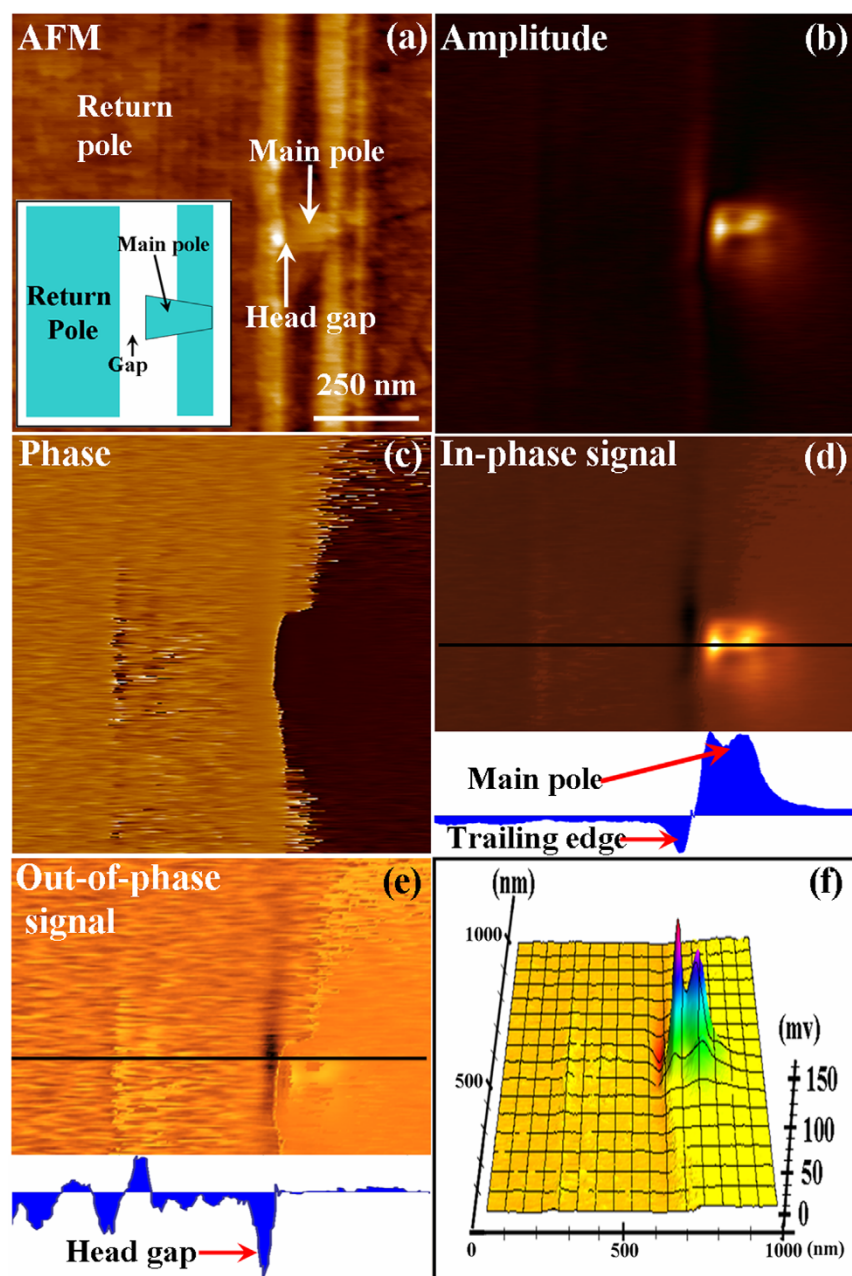 AFM
(a)
Return
pole
Main pole
Head gap
250 nm
Main pole
Return
Pole
Gap
Amplitude
(b)
Phase
(c)
In-phase signal
(d)
Main pole
Trailing edge
Out-of-phase
signal
(e)
Head gap
(f)
(nm)
1000
500
(mv)
150
100
50
0
0
500
1000 (nm)